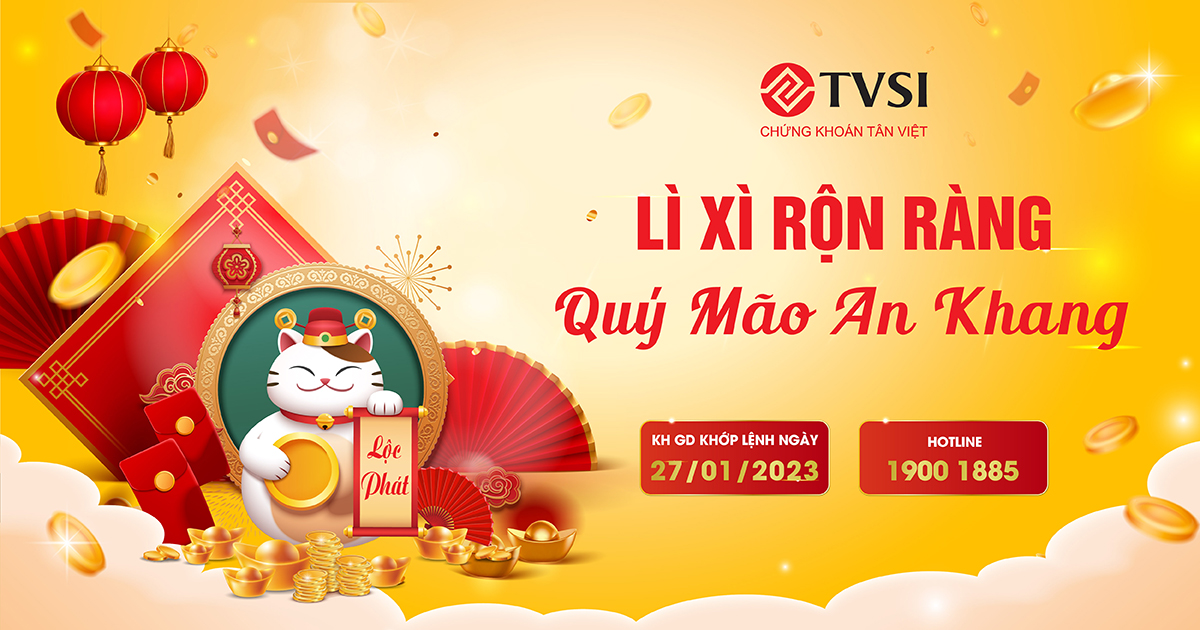 TVSI
CHỨNG KHOÁN TÂN VIỆT
LÌ XÌ RỘN RÀNG
Quý Mão An Khang
Lộc
Phát
KH GD KHỚP LỆNH NGÀY
27/01/2023
HOTLINE
1900 1885